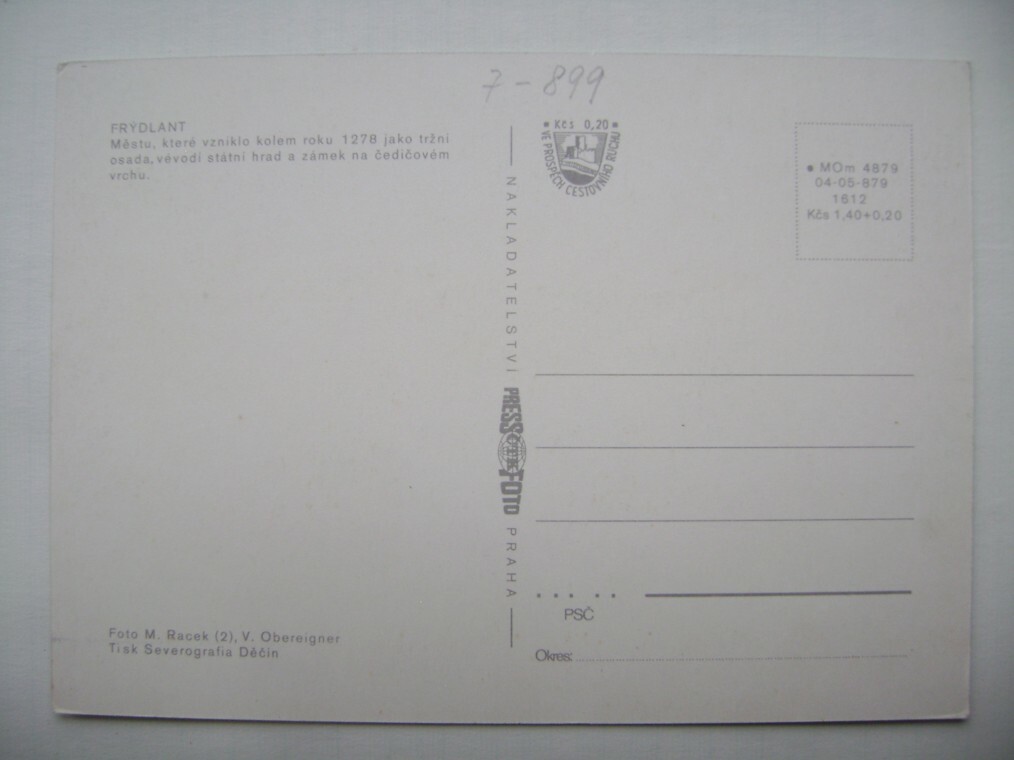 7-899
FRÝDLANT
Městu, které vzniklo kolem roku 1278 jako tržní
osada, vévodí státní hrad a zámek na čedičovém
vrchu.
Foto M. Racek (2), V. Obereigner
Tisk Severografia Děčín
NAKLADATELSTVÍ
PRESS
FOTO
PRAHA
• Kčs 0,20 •
VE PROSPĚCH CESTOVNÍHO RUCHU
• MOm 4879
04-05-879
1612
Kčs 1,40+0,20
PSČ
Okres: